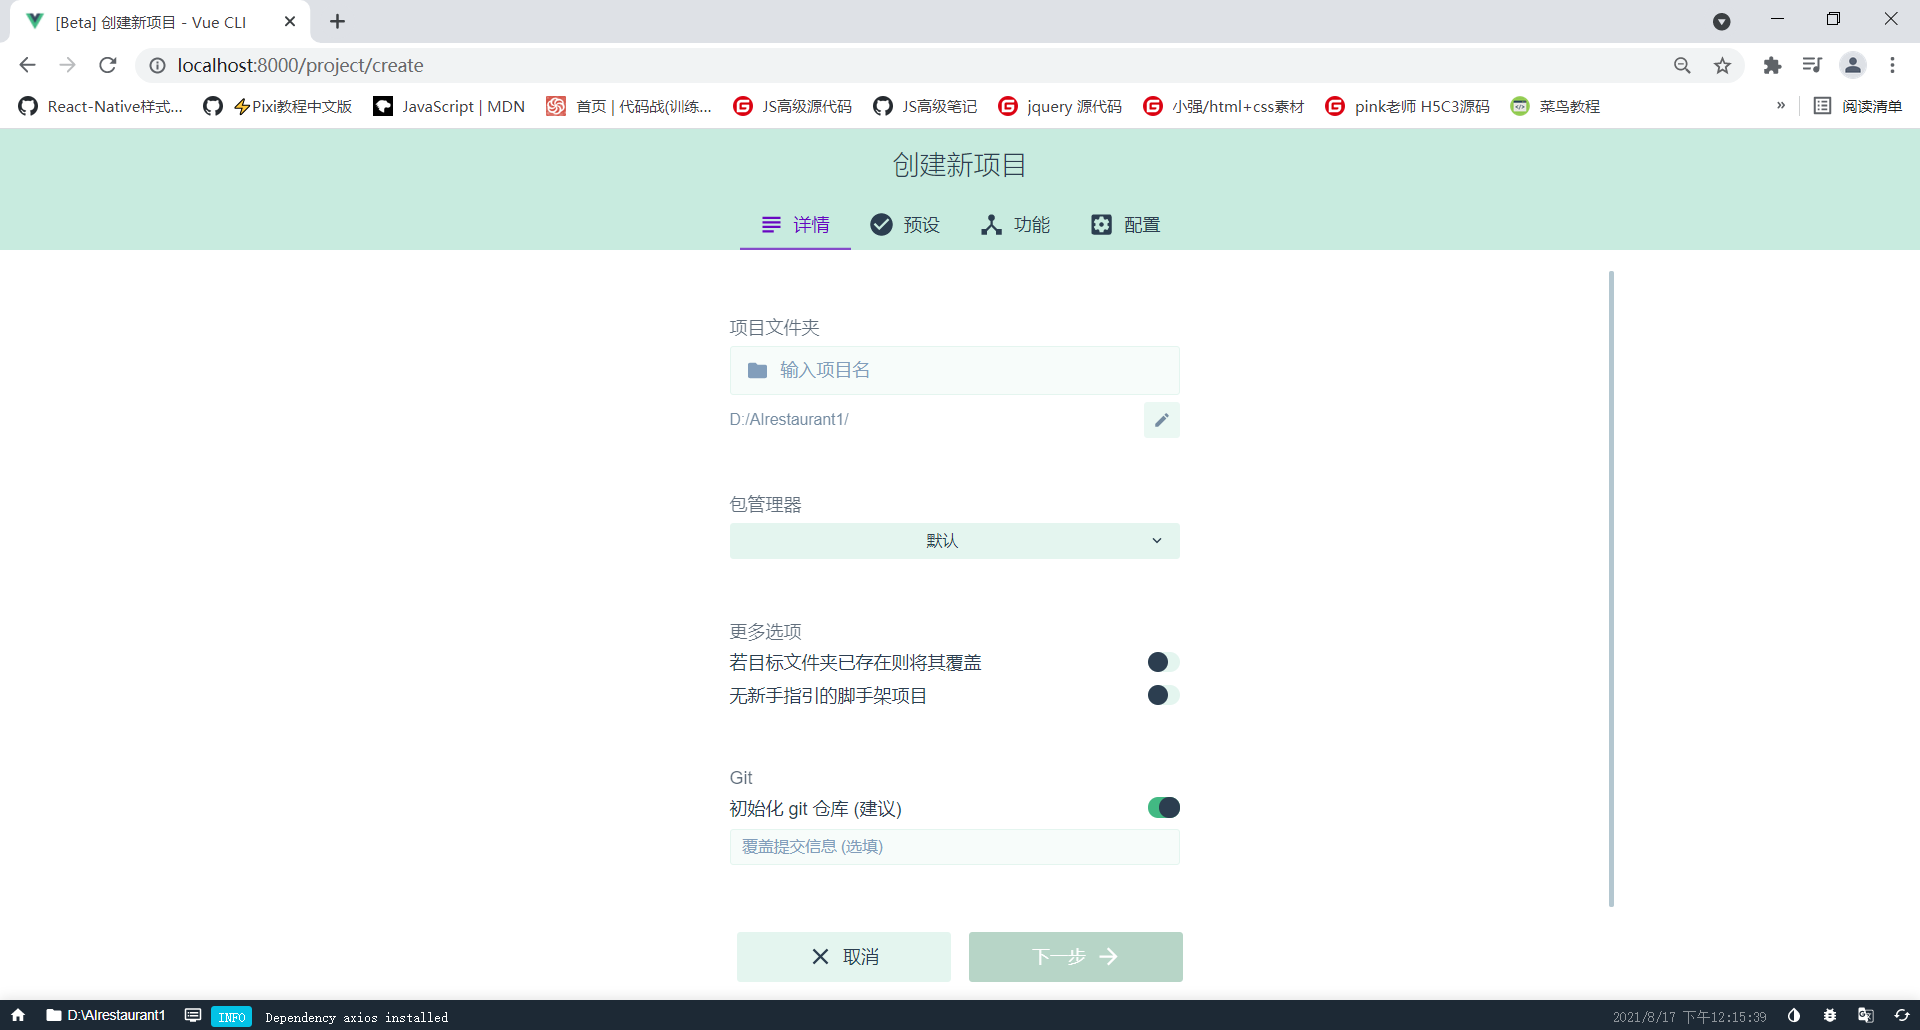 [Beta] 创建新项目 - Vue CLI
localhost:8000/project/create
React-Native样式... ⚡Pixi教程中文版 JavaScript | MDN 首页 | 代码战(训练... JS高级源代码 JS高级笔记 jquery 源代码 小强/html+css素材 pink老师 H5C3源码 菜鸟教程 » 阅读清单
创建新项目
详情 预设 功能 配置
项目文件夹
输入项目名
D:/AIrestaurant1/
包管理器
默认
更多选项
若目标文件夹已存在则将其覆盖
无新手指引的脚手架项目
Git
初始化 git 仓库 (建议)
覆盖提交信息 (选填)
取消 下一步
D:\AIrestaurant1 INFO Dependency axios installed 2021/8/17 下午12:15:39